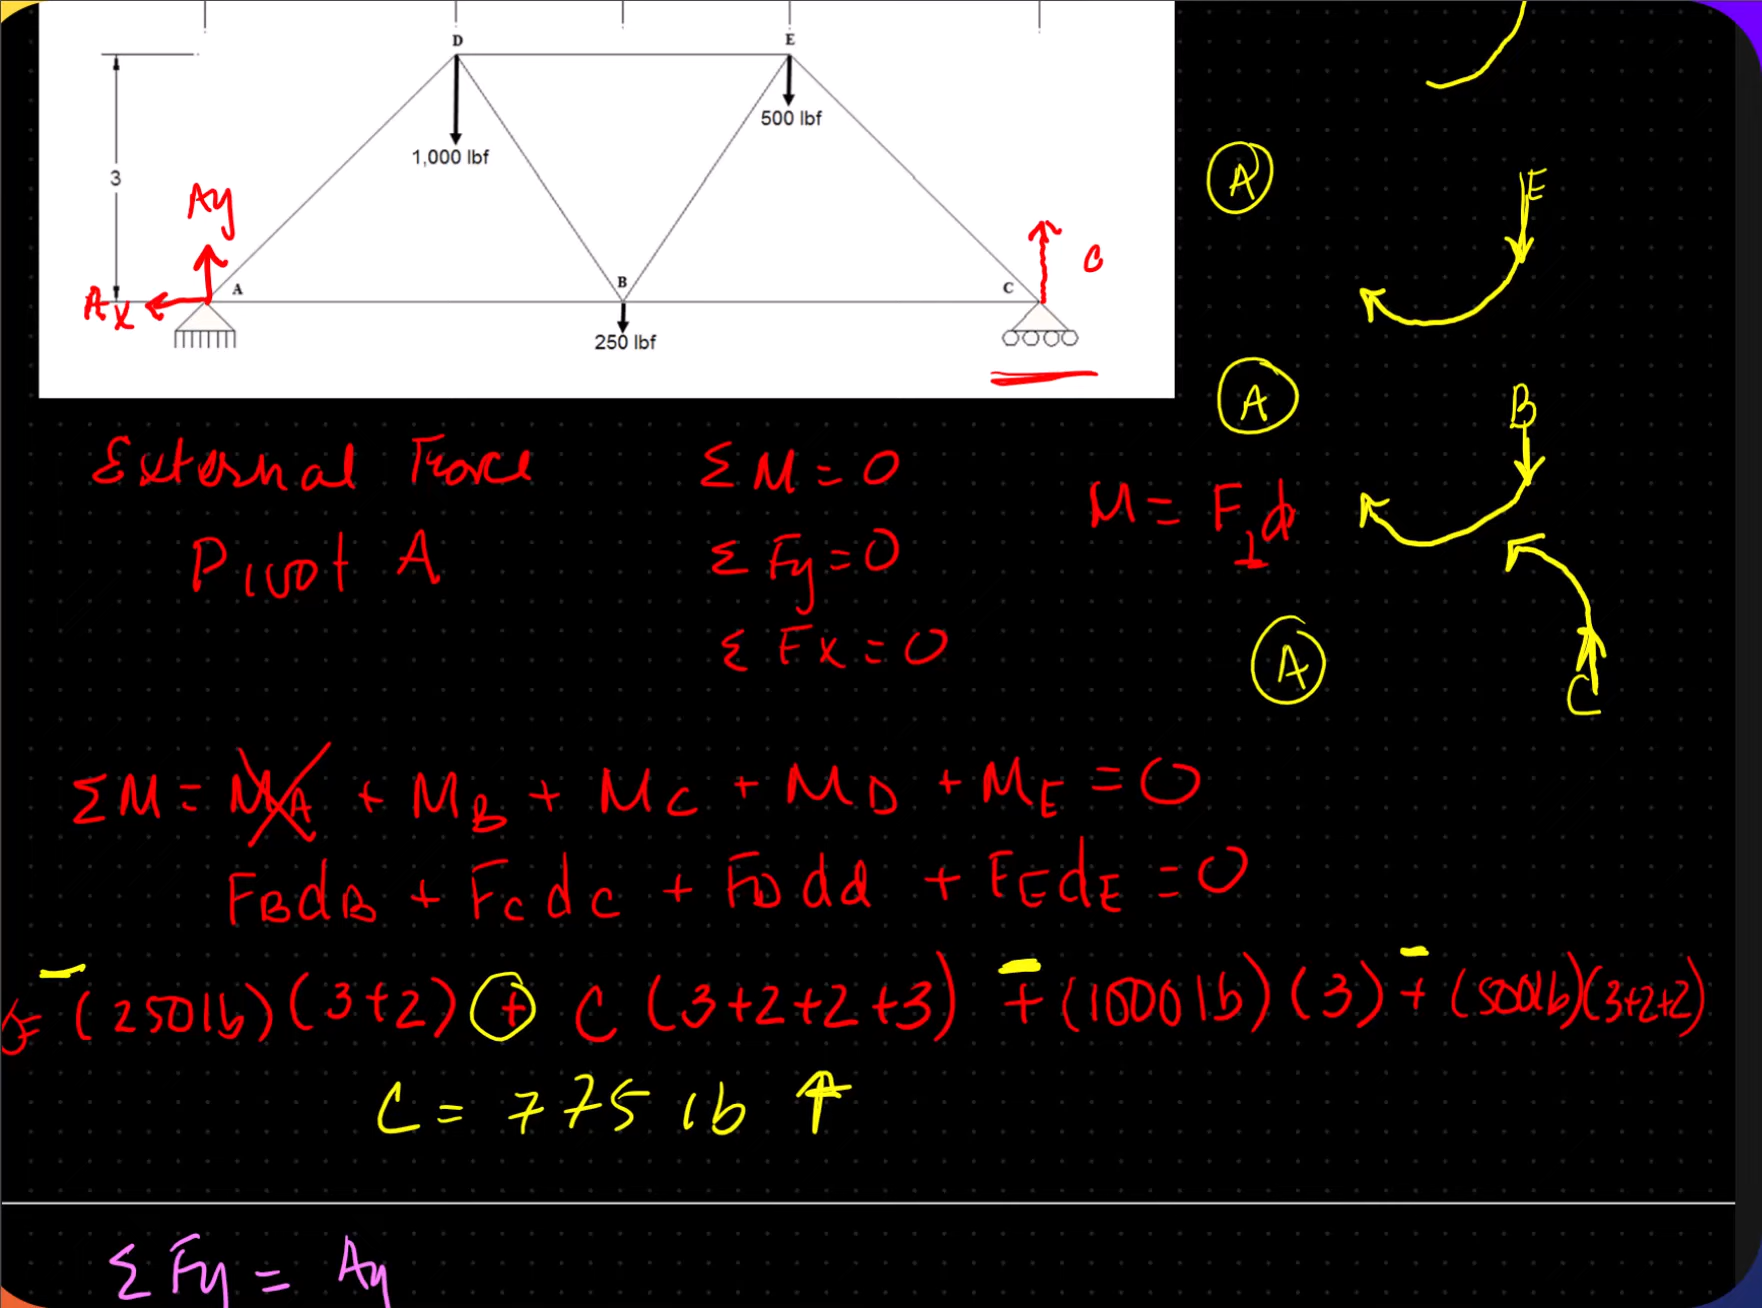 D E
500 lbf
1,000 lbf
3
Ay
A
Ax
B
C
C
250 lbf
A
E
A
B
A
C
External Force
Pivot A
ΣM = 0
ΣFy = 0
ΣFx = 0
M = F⊥d
ΣM = MA + MB + MC + MD + ME = 0
FBdB + FCdC + FDdd + FEdE = 0
- (250lb)(3+2) + C (3+2+2+3) - + (1000 lb)(3) - + (500lb)(3+2+2)
C = 775 lb ↑
ΣFy = Ay